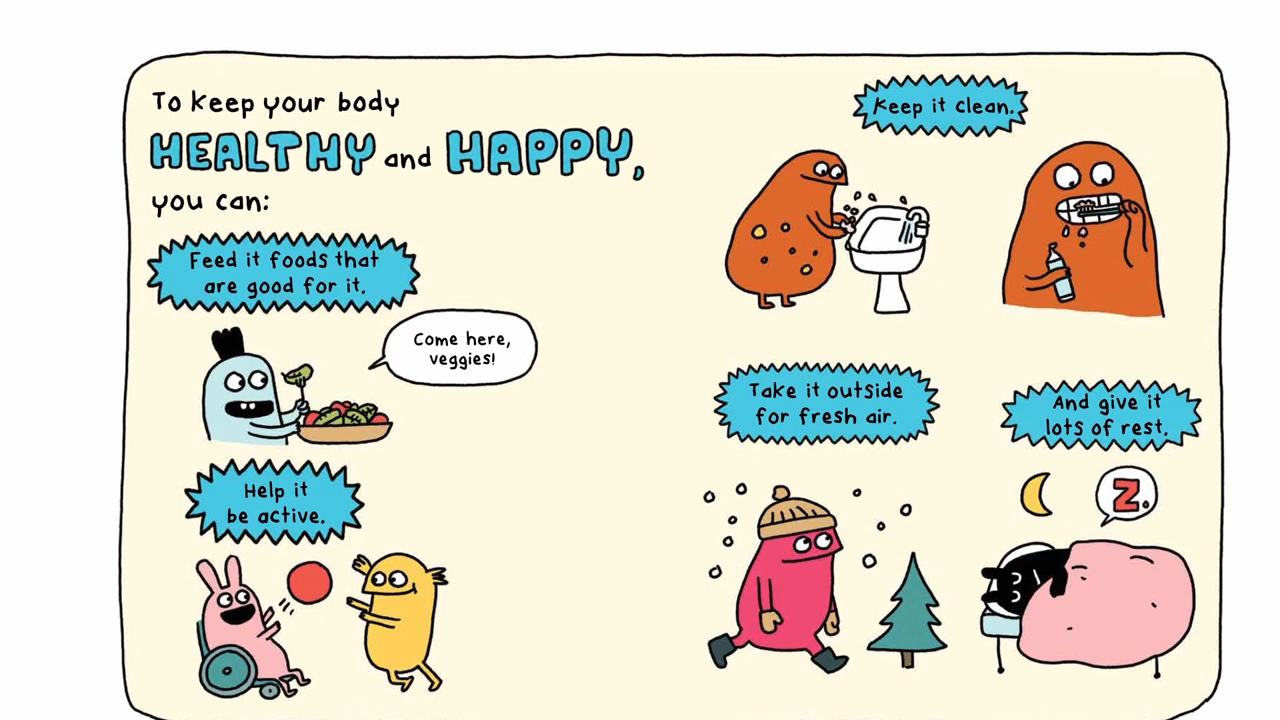 To keep your body
HEALTHY and HAPPY,
you can:
Feed it foods that
are good for it.
Come here,
veggies!
Help it
be active.
Keep it clean.
Take it outside
for fresh air.
And give it
lots of rest.
Z.